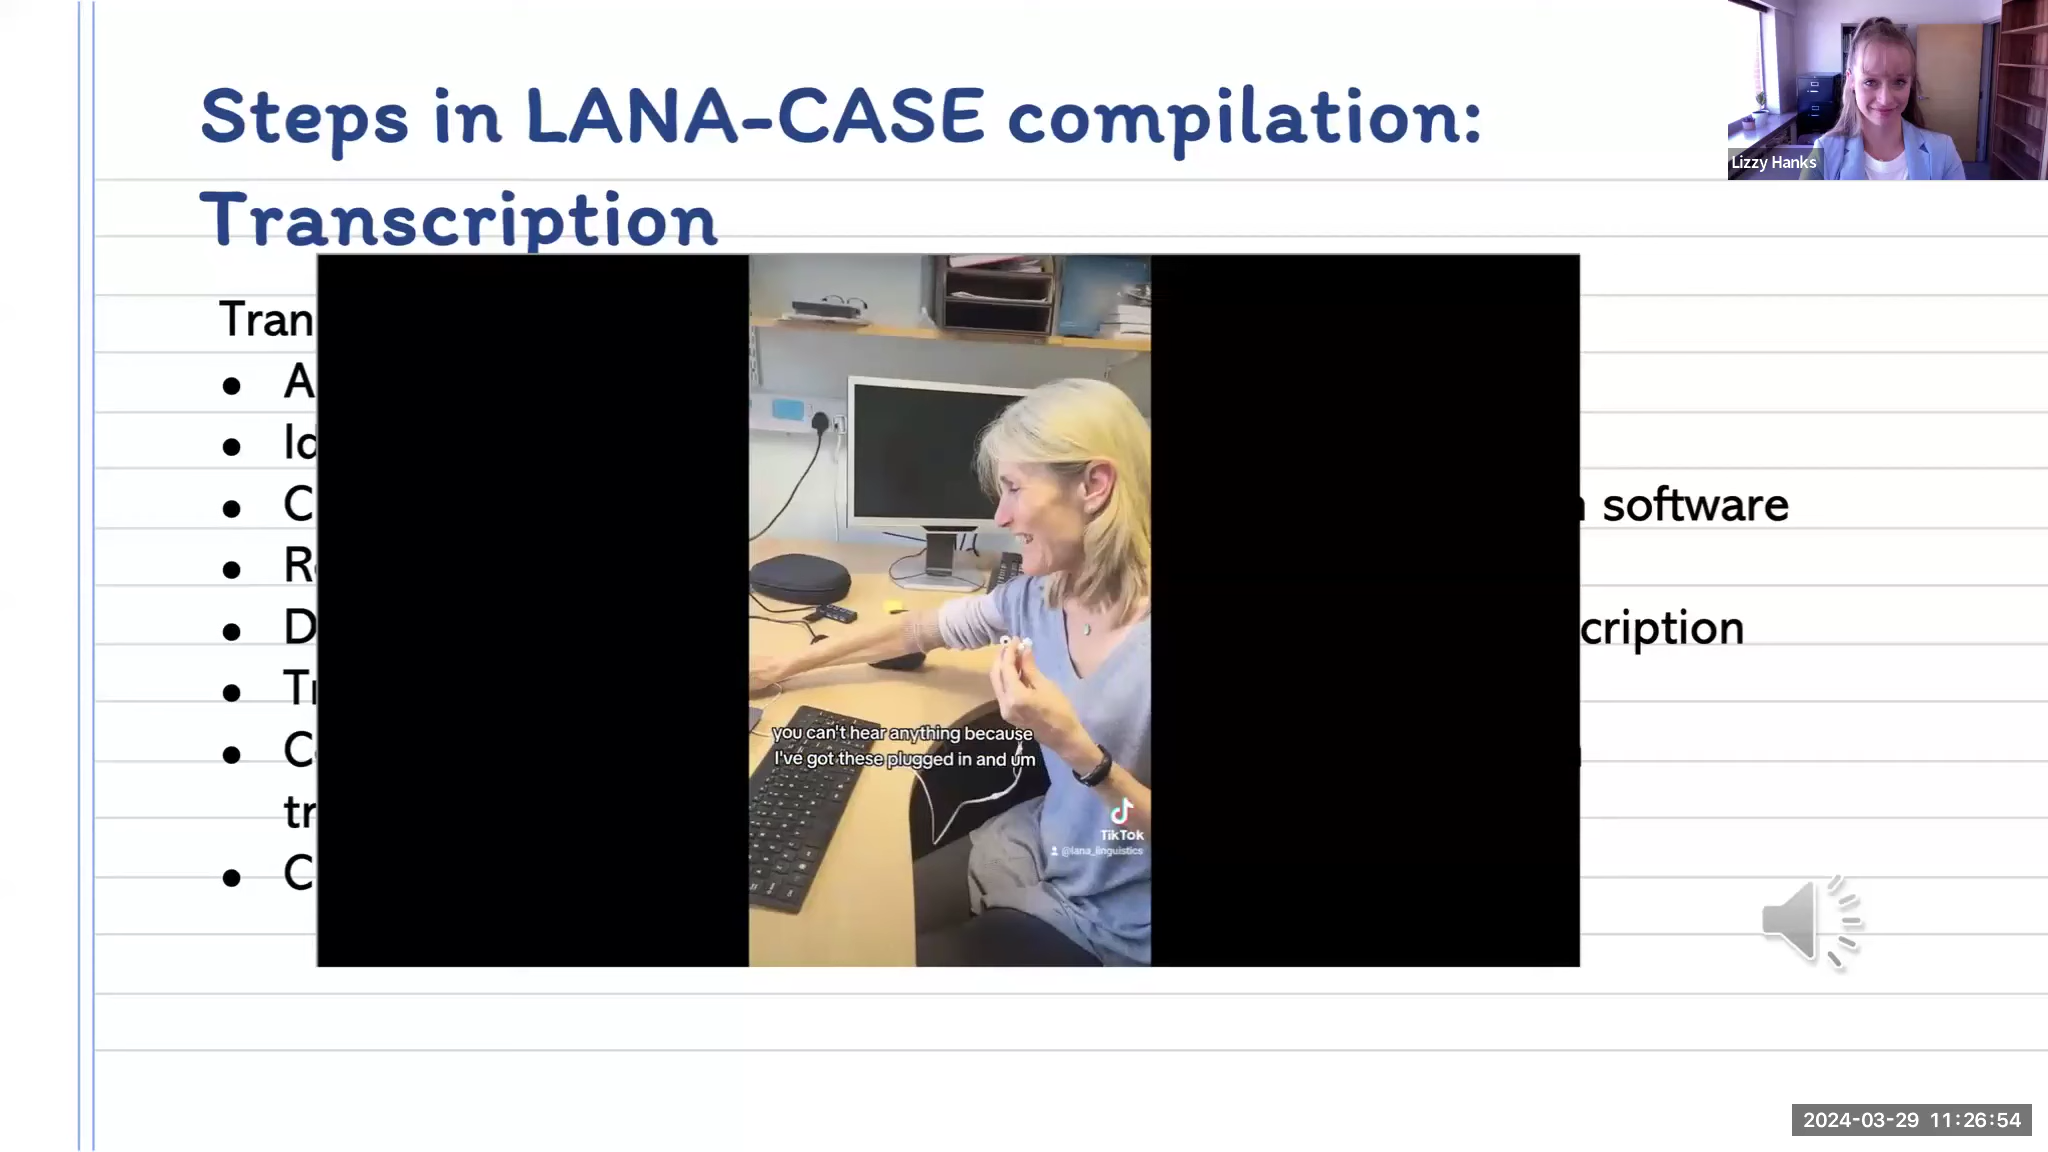 Steps in LANA-CASE compilation:
Lizzy Hanks
Transcription
Tran
A
C
software
D
cription
Tr
tr
C
you can't hear anything because
I've got these plugged in and um
TikTok
@lana_linguistics
2024-03-29 11:26:54